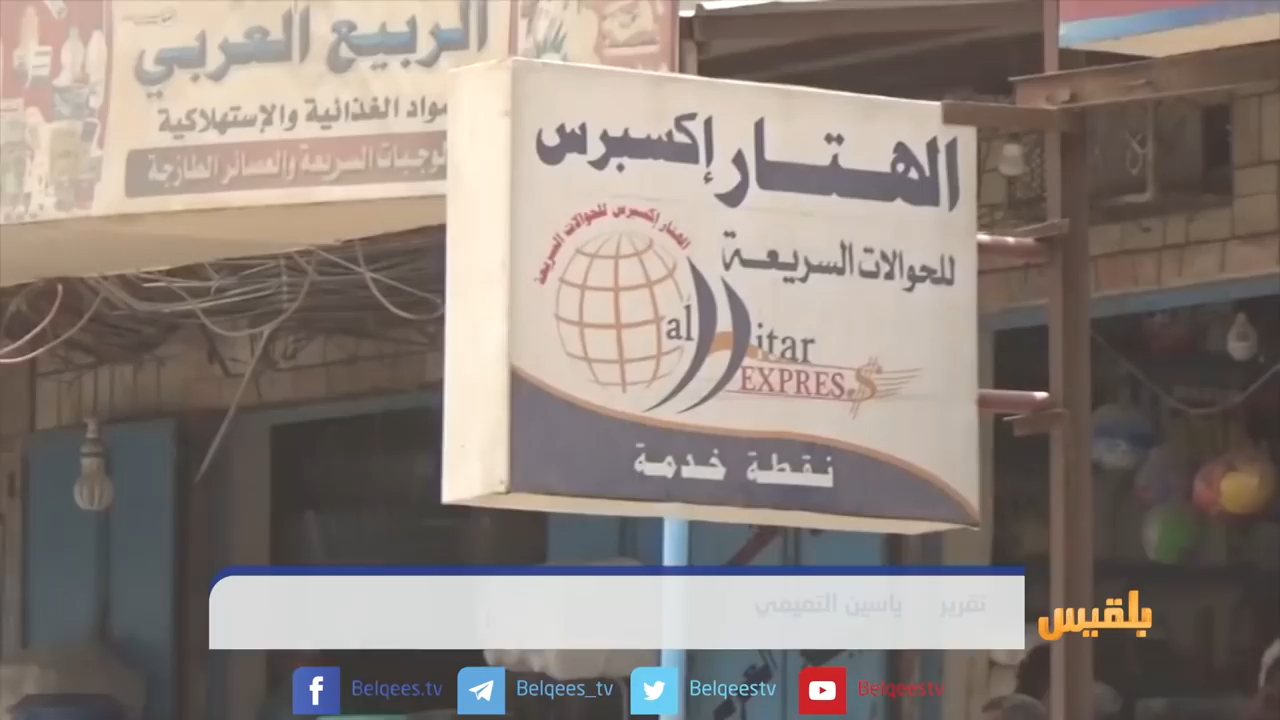 الربيع العربي
المواد الغذائية والإستهلاكية
الوجبات السريعة والعصائر الطازجة
الهتار إكسبرس
للحوالات السريعة
الهتار إكسبرس للحوالات السريعة
al Hitar
EXPRESS
نقطة خدمة
تقرير ياسين التميمي
بلقيس
Belqees.tv
Belqees_tv
Belqeestv
Belqeestv